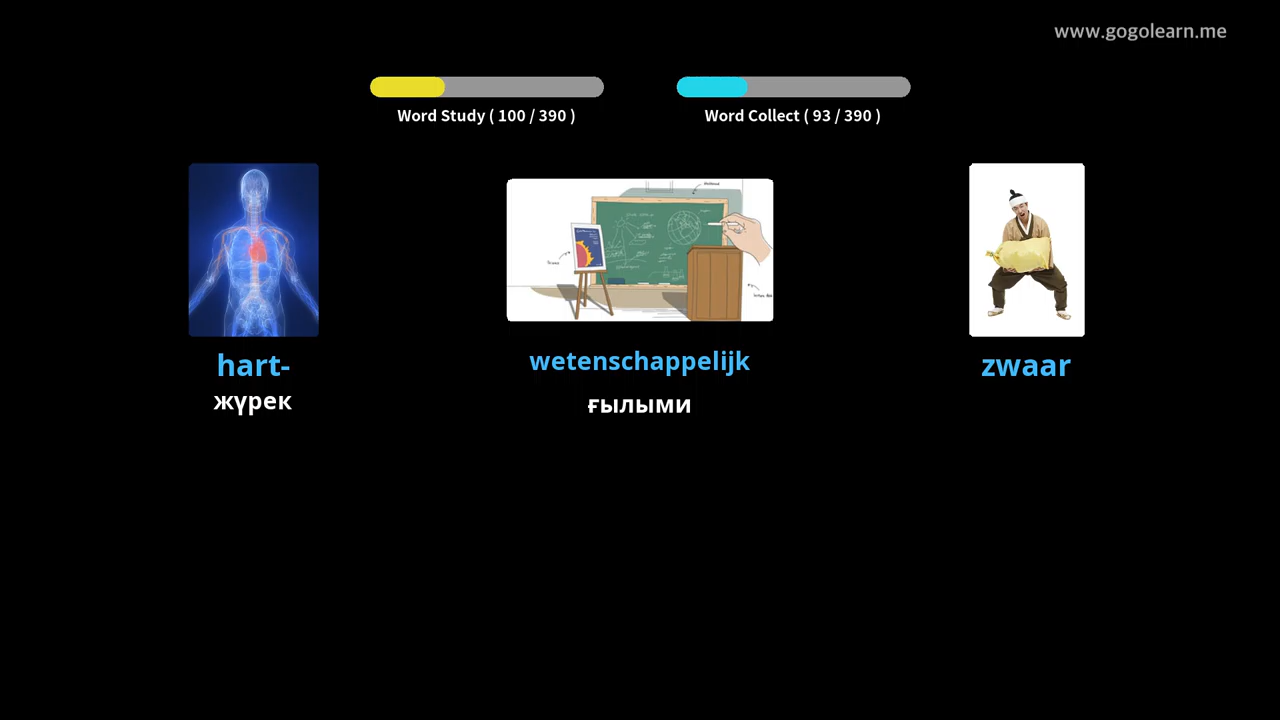 www.gogolearn.me
Word Study ( 100 / 390 )
Word Collect ( 93 / 390 )
hart-
жүрек
wetenschappelijk
ғылыми
zwaar